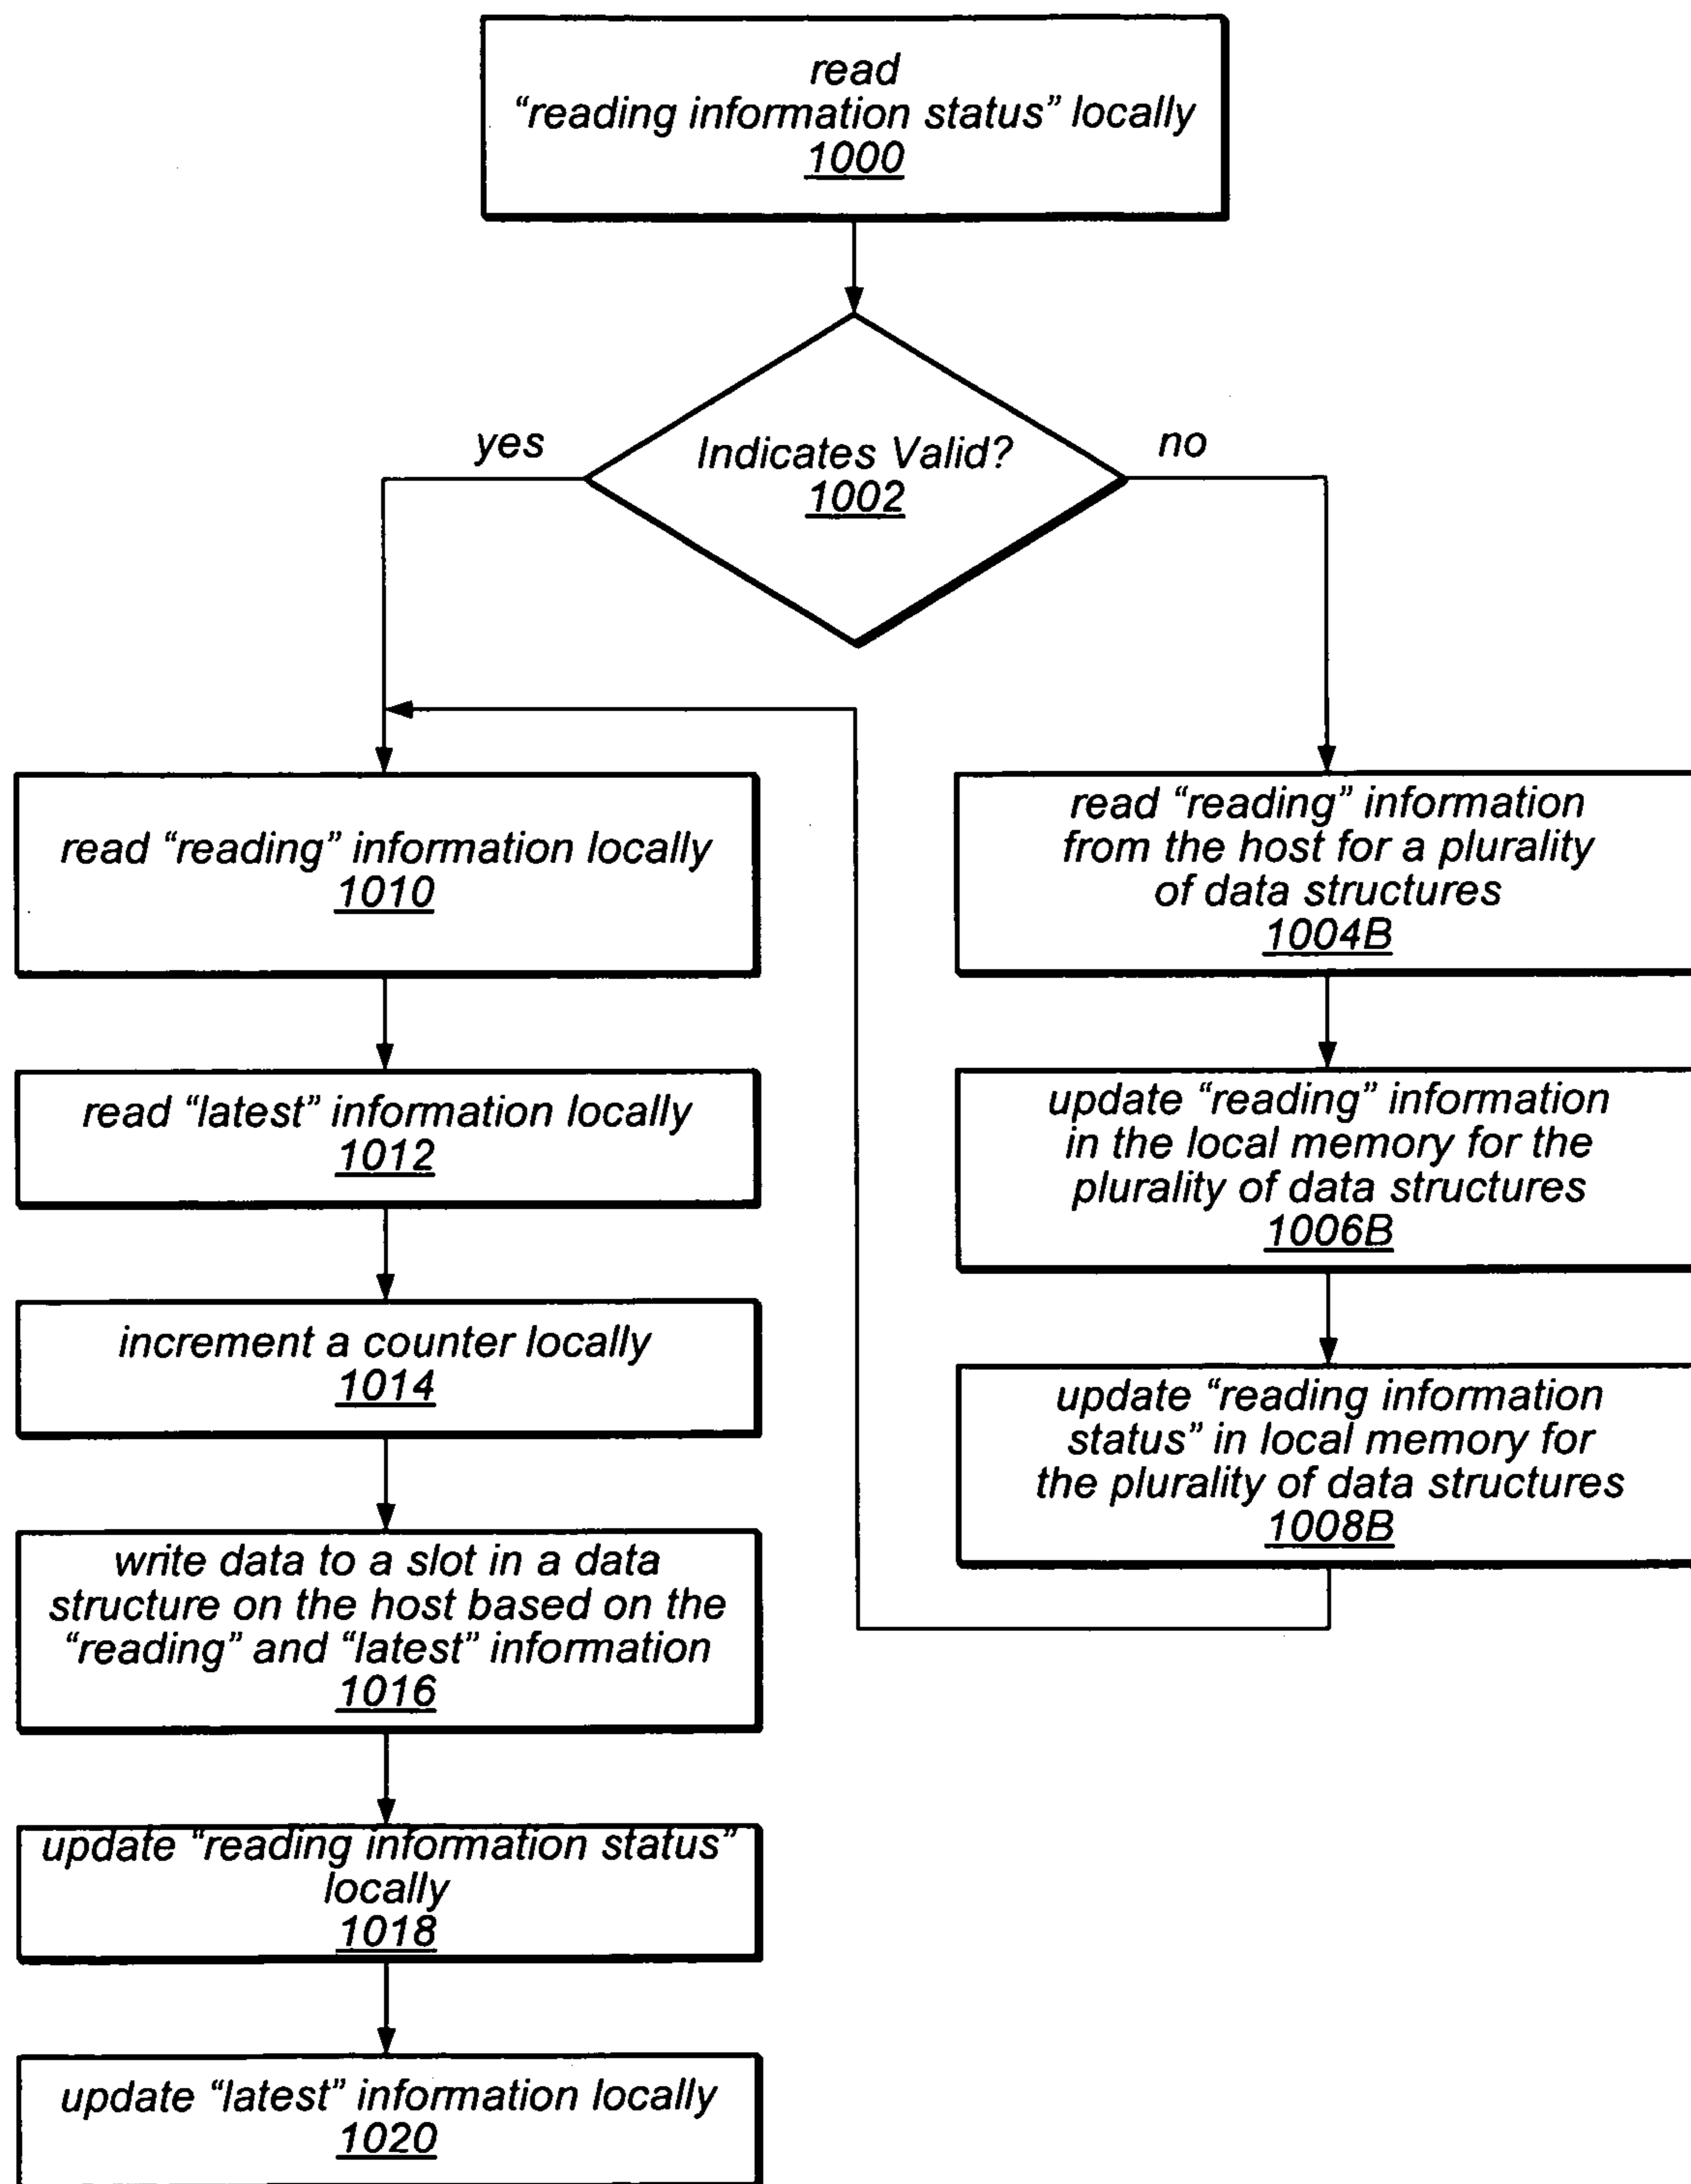 read
“reading information status” locally
1000
Indicates Valid?
1002
yes
no
read “reading” information locally
1010
read “latest” information locally
1012
increment a counter locally
1014
write data to a slot in a data
structure on the host based on the
“reading” and “latest” information
1016
update “reading information status”
locally
1018
update “latest” information locally
1020
read “reading” information
from the host for a plurality
of data structures
1004B
update “reading” information
in the local memory for the
plurality of data structures
1006B
update “reading information
status” in local memory for
the plurality of data structures
1008B